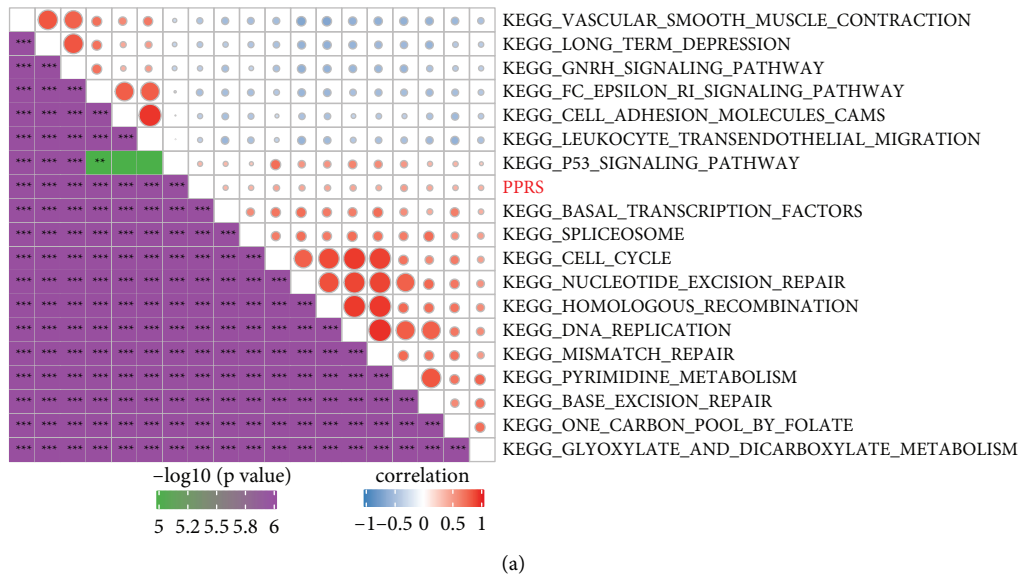 KEGG_VASCULAR_SMOOTH_MUSCLE_CONTRACTION
*** KEGG_LONG_TERM_DEPRESSION
*** *** KEGG_GNRH_SIGNALING_PATHWAY
*** *** *** KEGG_FC_EPSILON_RI_SIGNALING_PATHWAY
*** *** *** *** KEGG_CELL_ADHESION_MOLECULES_CAMS
*** *** *** *** *** KEGG_LEUKOCYTE_TRANSENDOTHELIAL_MIGRATION
*** *** *** ** KEGG_P53_SIGNALING_PATHWAY
*** *** *** *** *** *** *** PPRS
*** *** *** *** *** *** *** *** KEGG_BASAL_TRANSCRIPTION_FACTORS
*** *** *** *** *** *** *** *** *** KEGG_SPLICEOSOME
*** *** *** *** *** *** *** *** *** *** KEGG_CELL_CYCLE
*** *** *** *** *** *** *** *** *** *** *** KEGG_NUCLEOTIDE_EXCISION_REPAIR
*** *** *** *** *** *** *** *** *** *** *** *** KEGG_HOMOLOGOUS_RECOMBINATION
*** *** *** *** *** *** *** *** *** *** *** *** *** KEGG_DNA_REPLICATION
*** *** *** *** *** *** *** *** *** *** *** *** *** *** KEGG_MISMATCH_REPAIR
*** *** *** *** *** *** *** *** *** *** *** *** *** *** *** KEGG_PYRIMIDINE_METABOLISM
*** *** *** *** *** *** *** *** *** *** *** *** *** *** *** *** KEGG_BASE_EXCISION_REPAIR
*** *** *** *** *** *** *** *** *** *** *** *** *** *** *** *** *** KEGG_ONE_CARBON_POOL_BY_FOLATE
*** *** *** *** *** *** *** *** *** *** *** *** *** *** *** *** *** *** KEGG_GLYOXYLATE_AND_DICARBOXYLATE_METABOLISM
−log10 (p value) correlation
5 5.2 5.5 5.8 6 −1 −0.5 0 0.5 1
(a)